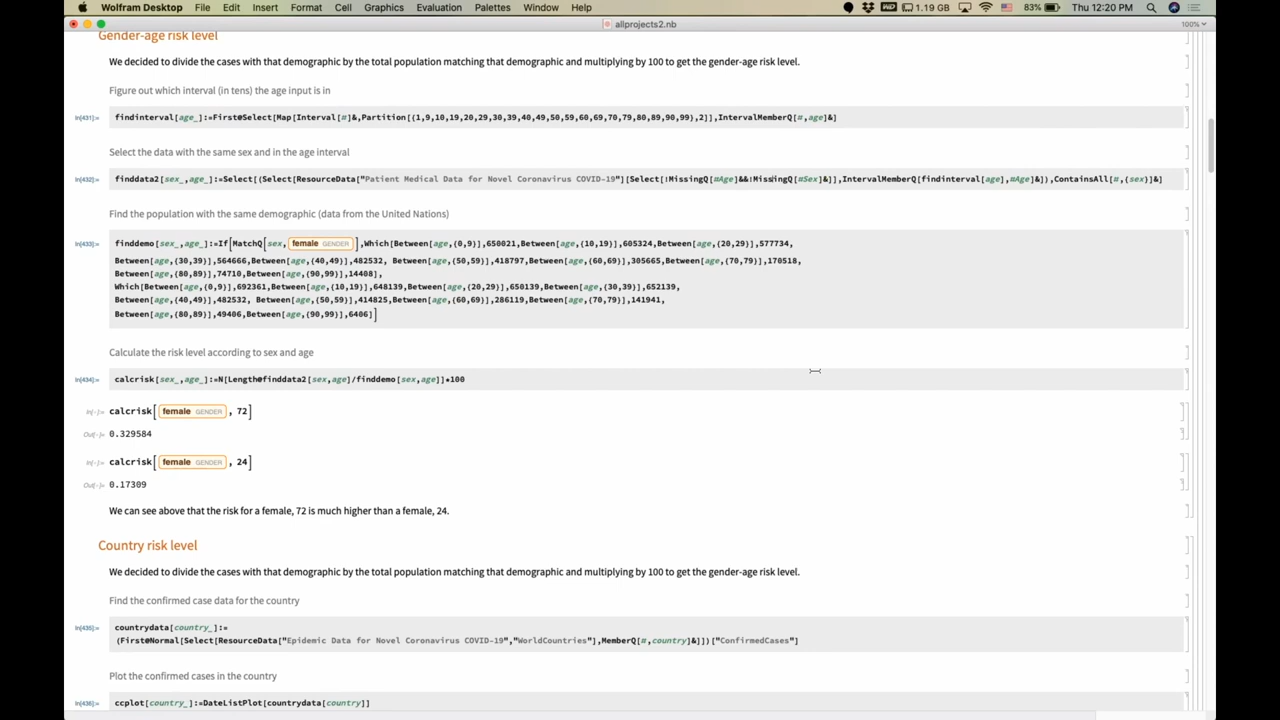 Wolfram Desktop File Edit Insert Format Cell Graphics Evaluation Palettes Window Help 1.19 GB 83% Thu 12:20 PM
allprojects2.nb 100%
Gender-age risk level
We decided to divide the cases with that demographic by the total population matching that demographic and multiplying by 100 to get the gender-age risk level.
Figure out which interval (in tens) the age input is in
In[431]:= findinterval[age_]:=First@Select[Map[Interval[#]&,Partition[{1,9,10,19,20,29,30,39,40,49,50,59,60,69,70,79,80,89,90,99},2]],IntervalMemberQ[#,age]&]
Select the data with the same sex and in the age interval
In[432]:= finddata2[sex_,age_]:=Select[(Select[ResourceData["Patient Medical Data for Novel Coronavirus COVID-19"][Select[!MissingQ[#Age]&&!MissingQ[#Sex]&]],IntervalMemberQ[findinterval[age],#Age]&]),ContainsAll[#,{sex}]&]
Find the population with the same demographic (data from the United Nations)
In[433]:= finddemo[sex_,age_]:=If[MatchQ[sex, female GENDER ],Which[Between[age,{0,9}],650021,Between[age,{10,19}],605324,Between[age,{20,29}],577734,
Between[age,{30,39}],564666,Between[age,{40,49}],482532, Between[age,{50,59}],418797,Between[age,{60,69}],305665,Between[age,{70,79}],170518,
Between[age,{80,89}],74710,Between[age,{90,99}],14408],
Which[Between[age,{0,9}],692361,Between[age,{10,19}],648139,Between[age,{20,29}],650139,Between[age,{30,39}],652139,
Between[age,{40,49}],482532, Between[age,{50,59}],414825,Between[age,{60,69}],286119,Between[age,{70,79}],141941,
Between[age,{80,89}],49406,Between[age,{90,99}],6406]]
Calculate the risk level according to sex and age
In[434]:= calcrisk[sex_,age_]:=N[Length@finddata2[sex,age]/finddemo[sex,age]]*100
In[-]:= calcrisk[ female GENDER , 72]
Out[-]= 0.329584
In[-]:= calcrisk[ female GENDER , 24]
Out[-]= 0.17309
We can see above that the risk for a female, 72 is much higher than a female, 24.
Country risk level
We decided to divide the cases with that demographic by the total population matching that demographic and multiplying by 100 to get the gender-age risk level.
Find the confirmed case data for the country
In[435]:= countrydata[country_]:=
(First@Normal[Select[ResourceData["Epidemic Data for Novel Coronavirus COVID-19","WorldCountries"],MemberQ[#,country]&]])["ConfirmedCases"]
Plot the confirmed cases in the country
In[436]:= ccplot[country_]:=DateListPlot[countrydata[country]]